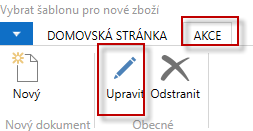 Vybrat šablonu pro nové zboží
DOMOVSKÁ STRÁNKA AKCE
Nový Upravit Odstranit
Nový dokument Obecné